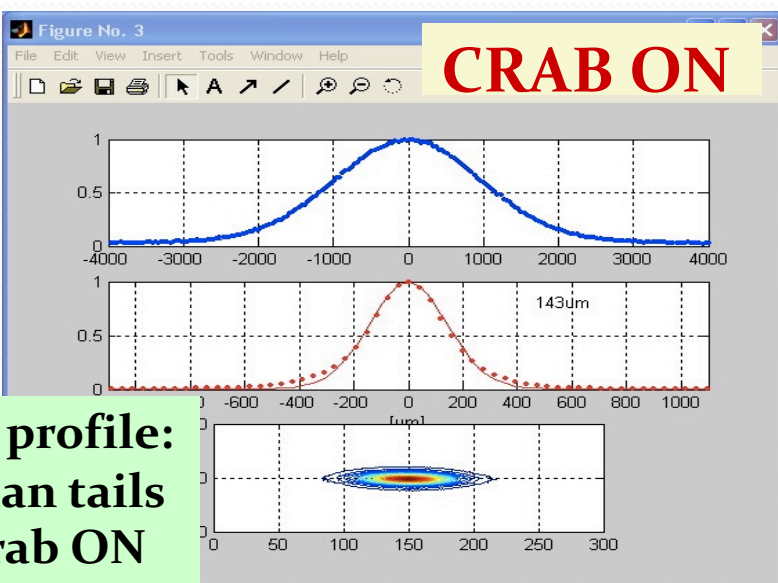 Figure No. 3
File Edit View Insert Tools Window Help
CRAB ON
A
1
0.5
0
-4000 -3000 -2000 -1000 0 1000 2000 3000 4000
1
143um
0.5
0
-600 -400 -200 0 200 400 600 800 1000
[um]
profile:
an tails
rab ON
0 50 100 150 200 250 300